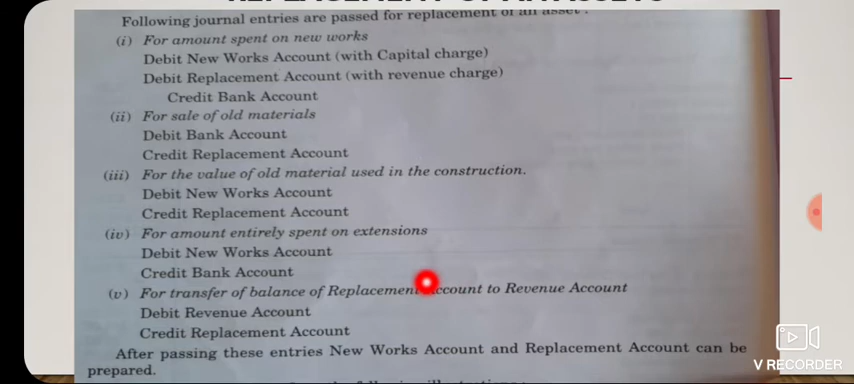 REPLACEMENT OF AN ASSETS
Following journal entries are passed for replacement of an asset :
(i) For amount spent on new works
Debit New Works Account (with Capital charge)
Debit Replacement Account (with revenue charge)
Credit Bank Account
(ii) For sale of old materials
Debit Bank Account
Credit Replacement Account
(iii) For the value of old material used in the construction.
Debit New Works Account
Credit Replacement Account
(iv) For amount entirely spent on extensions
Debit New Works Account
Credit Bank Account
(v) For transfer of balance of Replacement Account to Revenue Account
Debit Revenue Account
Credit Replacement Account
After passing these entries New Works Account and Replacement Account can be
prepared.
V RECORDER